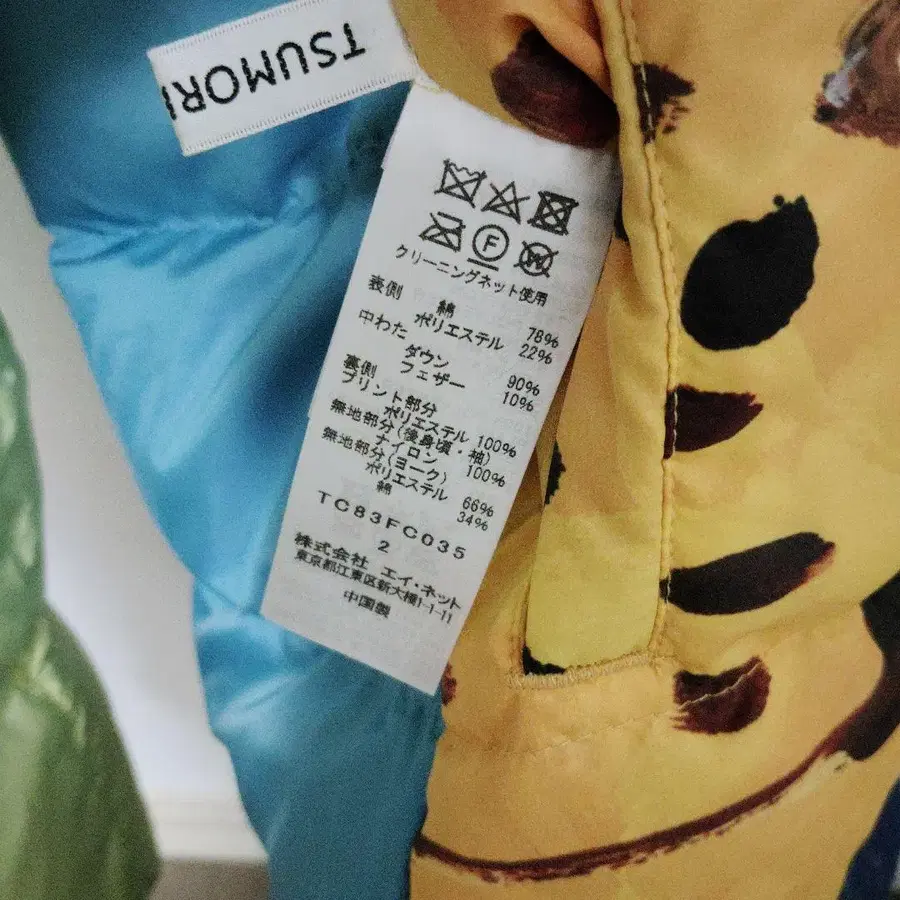 TSUMORI
F
W
クリーニングネット使用
表側 綿 78%
ポリエステル 22%
中わた ダウン 90%
フェザー 10%
裏側
プリント部分
ポリエステル 100%
無地部分(後身頃・袖)
ナイロン 100%
無地部分(ヨーク)
ポリエステル 66%
綿 34%
TC83FC035
2
株式会社 エイ・ネット
東京都江東区新大橋1-1-11
中国製